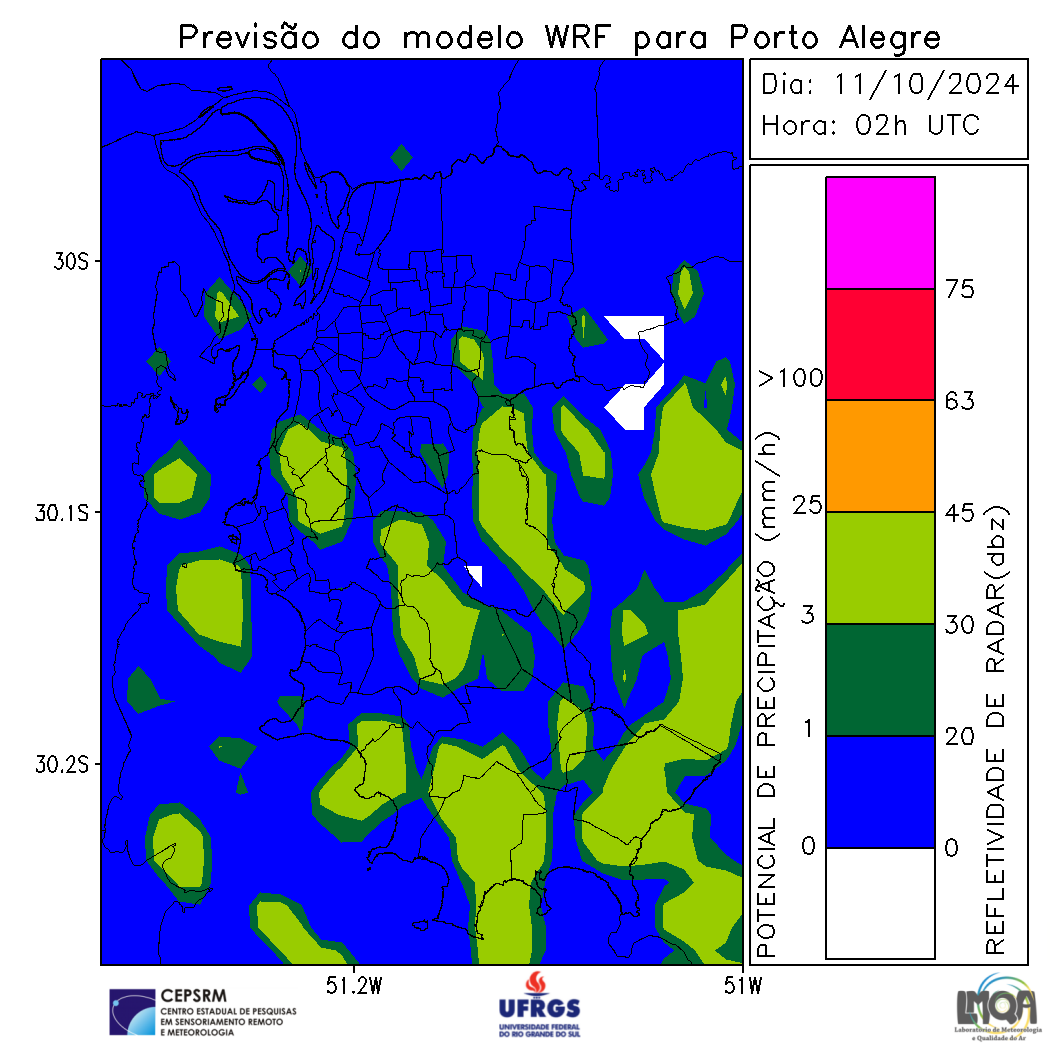 Previsão do modelo WRF para Porto Alegre
Dia: 11/10/2024
Hora: 02h UTC
30S
30.1S
30.2S
51.2W
51W
POTENCIAL DE PRECIPITAÇÃO (mm/h)
>100
25
3
1
0
75
63
45
30
20
0
REFLETIVIDADE DE RADAR(dbz)
CEPSRM
CENTRO ESTADUAL DE PESQUISAS
EM SENSORIAMENTO REMOTO
E METEOROLOGIA
UFRGS
UNIVERSIDADE FEDERAL
DO RIO GRANDE DO SUL
LMQA
Laboratório de Meteorologia
e Qualidade do Ar